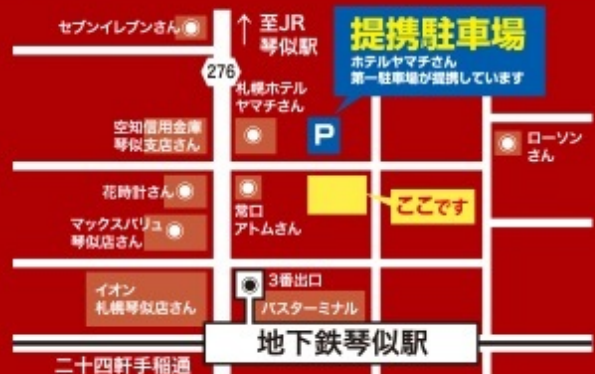 セブンイレブンさん
↑ 至JR
琴似駅
提携駐車場
ホテルヤマチさん
第一駐車場が提携しています
276
札幌ホテル
ヤマチさん
P
空知信用金庫
琴似支店さん
ローソン
さん
花時計さん
常口
アトムさん
ここです
マックスバリュ
琴似店さん
3番出口
イオン
札幌琴似店さん
バスターミナル
地下鉄琴似駅
二十四軒手稲通